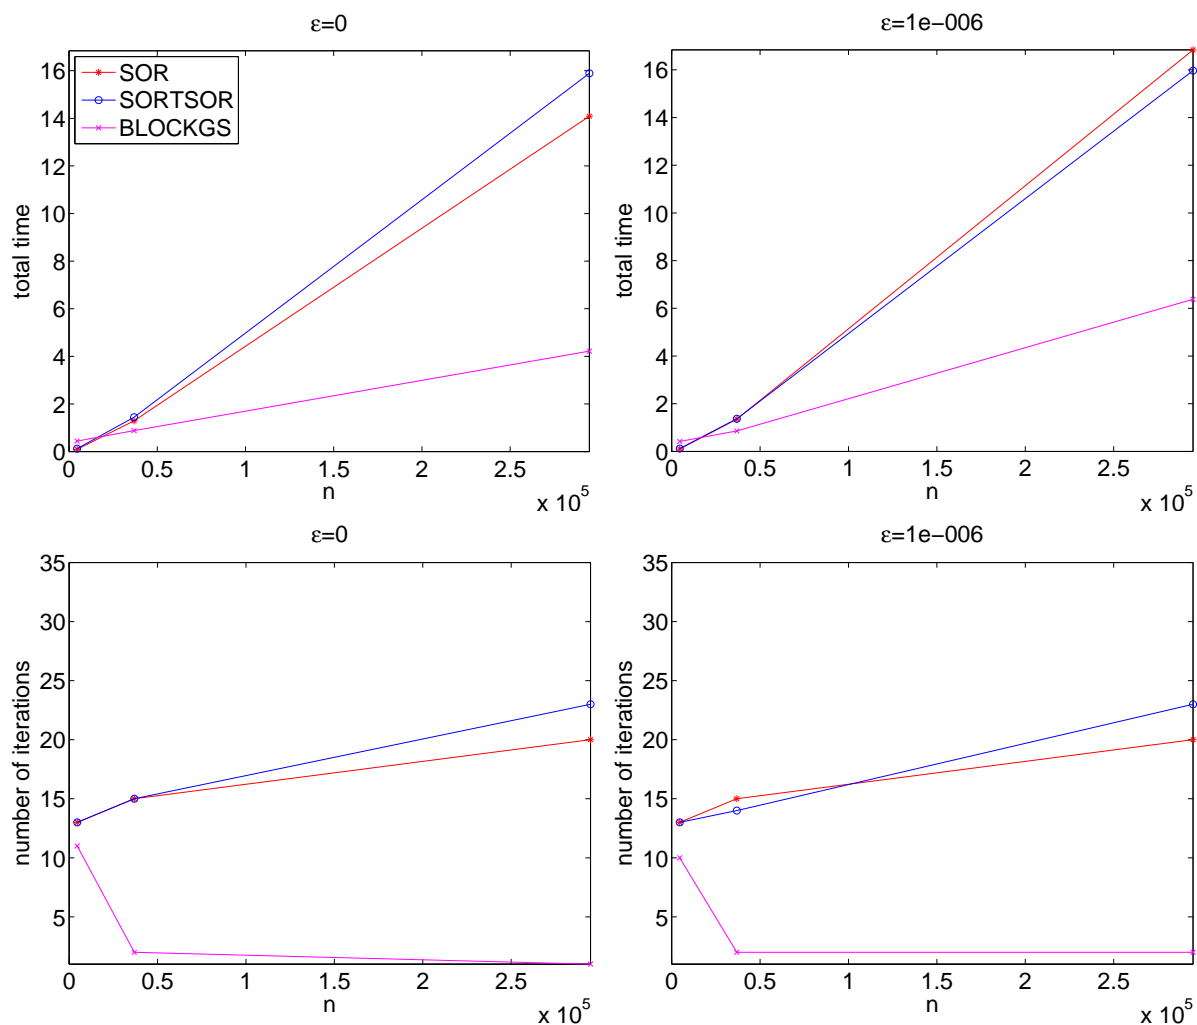 ε=0
16
14
12
10
8
6
4
2
0
total time
SOR
SORTSOR
BLOCKGS
0 0.5 1 1.5 2 2.5
n
x 10^5
ε=1e−006
16
14
12
10
8
6
4
2
0
total time
0 0.5 1 1.5 2 2.5
n
x 10^5
ε=0
35
30
25
20
15
10
5
number of iterations
0 0.5 1 1.5 2 2.5
n
x 10^5
ε=1e−006
35
30
25
20
15
10
5
number of iterations
0 0.5 1 1.5 2 2.5
n
x 10^5